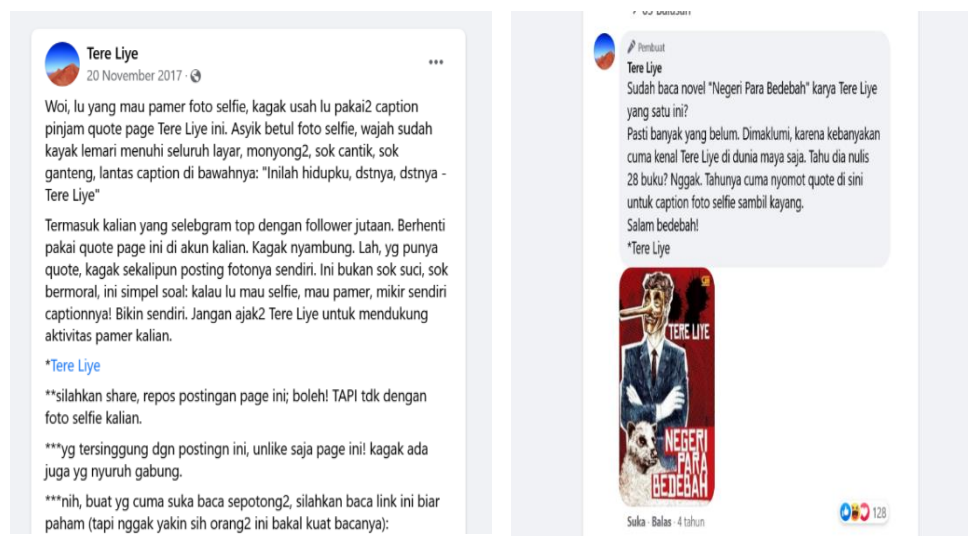 Tere Liye
20 November 2017
Woi, lu yang mau pamer foto selfie, kagak usah lu pakai2 caption
pinjam quote page Tere Liye ini. Asyik betul foto selfie, wajah sudah
kayak lemari menuhi seluruh layar, monyong2, sok cantik, sok
ganteng, lantas caption di bawahnya: "Inilah hidupku, dstnya, dstnya -
Tere Liye"
Termasuk kalian yang selebgram top dengan follower jutaan. Berhenti
pakai quote page ini di akun kalian. Kagak nyambung. Lah, yg punya
quote, kagak sekalipun posting fotonya sendiri. Ini bukan sok suci, sok
bermoral, ini simpel soal: kalau lu mau selfie, mau pamer, mikir sendiri
captionnya! Bikin sendiri. Jangan ajak2 Tere Liye untuk mendukung
aktivitas pamer kalian.
*Tere Liye
**silahkan share, repos postingan page ini; boleh! TAPI tdk dengan
foto selfie kalian.
***yg tersinggung dgn postingn ini, unlike saja page ini! kagak ada
juga yg nyuruh gabung.
***nih, buat yg cuma suka baca sepotong2, silahkan baca link ini biar
paham (tapi nggak yakin sih orang2 ini bakal kuat bacanya):
Pembuat
Tere Liye
Sudah baca novel "Negeri Para Bedebah" karya Tere Liye
yang satu ini?
Pasti banyak yang belum. Dimaklumi, karena kebanyakan
cuma kenal Tere Liye di dunia maya saja. Tahu dia nulis
28 buku? Nggak. Tahunya cuma nyomot quote di sini
untuk caption foto selfie sambil kayang.
Salam bedebah!
*Tere Liye
TERE LIYE
NEGERI
PARA
BEDEBAH
Suka · Balas · 4 tahun
128